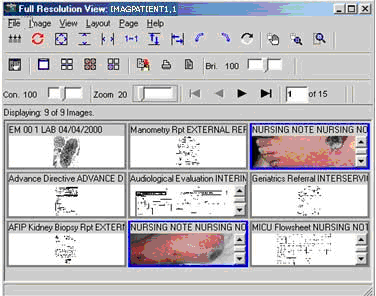 Full Resolution View: IMAGPATIENT1,1
File Image View Layout Page Help
1:1
Bri. 100
Con. 100 Zoom 20 1 of 15
Displaying: 9 of 9 Images.
EM 00 1 LAB 04/04/2000 Manometry Rpt EXTERNAL REF NURSING NOTE NURSING NO
Advance Directive ADVANCE D Audiological Evaluation INTERIM Geriatrics Referral INTERSERVI
AFIP Kidney Biopsy Rpt EXTERN NURSING NOTE NURSING NO MICU Flowsheet NURSING NOT